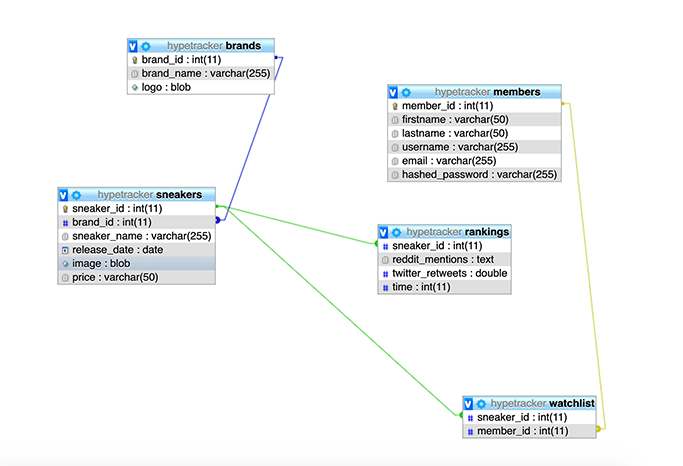 hypetracker brands
brand_id : int(11)
brand_name : varchar(255)
logo : blob
hypetracker members
member_id : int(11)
firstname : varchar(50)
lastname : varchar(50)
username : varchar(255)
email : varchar(255)
hashed_password : varchar(255)
hypetracker sneakers
sneaker_id : int(11)
brand_id : int(11)
sneaker_name : varchar(255)
release_date : date
image : blob
price : varchar(50)
hypetracker rankings
sneaker_id : int(11)
reddit_mentions : text
twitter_retweets : double
time : int(11)
hypetracker watchlist
sneaker_id : int(11)
member_id : int(11)